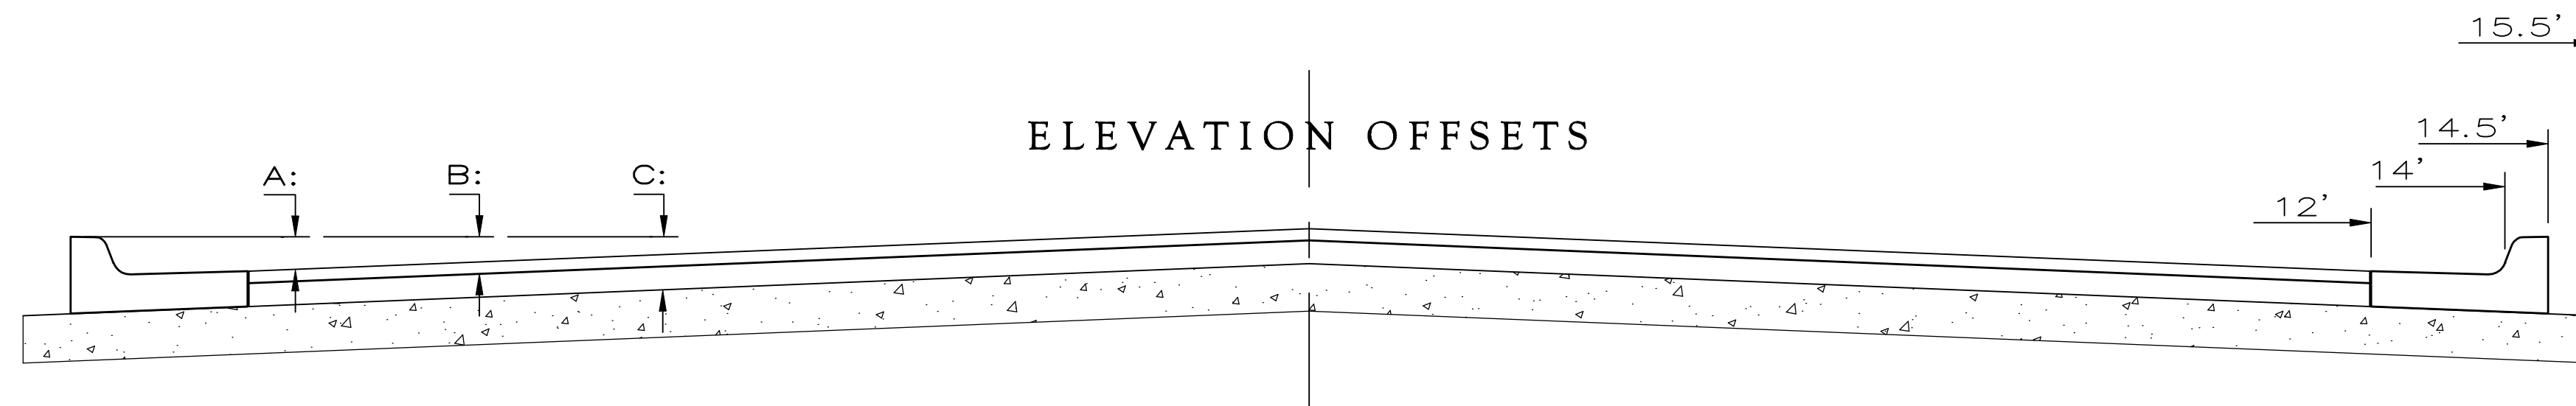 15.5'
ELEVATION OFFSETS
14.5'
14'
A:
B:
C:
12'